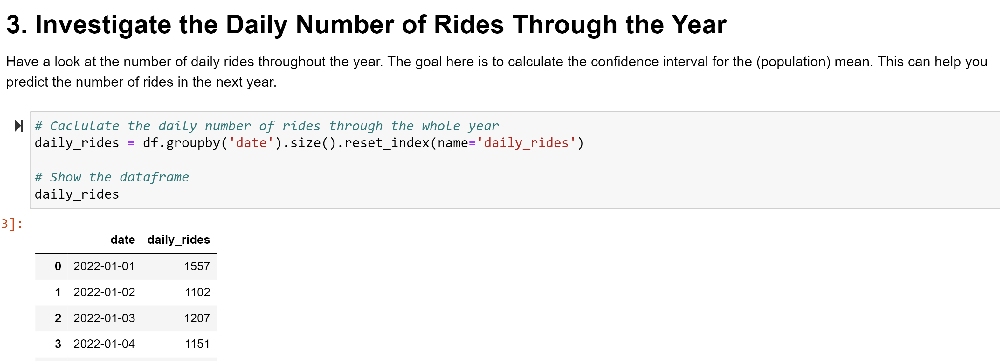 3. Investigate the Daily Number of Rides Through the Year
Have a look at the number of daily rides throughout the year. The goal here is to calculate the confidence interval for the (population) mean. This can help you
predict the number of rides in the next year.
# Caclulate the daily number of rides through the whole year
daily_rides = df.groupby('date').size().reset_index(name='daily_rides')
# Show the dataframe
daily_rides
3]:
date daily_rides
0 2022-01-01 1557
1 2022-01-02 1102
2 2022-01-03 1207
3 2022-01-04 1151